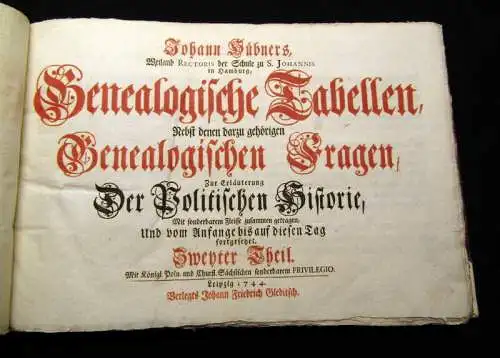 Johann Hübners,
Weiland RECTORIS der Schule zu S. JOHANNIS
in Hamburg,
Genealogische Tabellen,
Nebst denen darzu gehörigen
Genealogischen Fragen,
Zur Erläuterung
Der Politischen Historie,
Mit sonderbarem Fleisse zusammen getragen,
Und vom Anfange bis auf diesen Tag
fortgesetzet.
Zweyter Theil.
Mit Königl. Poln. und Churfl. Sächsischen sonderbarem PRIVILEGIO.
Leipzig 1744.
Verlegts Johann Friedrich Gleditsch.